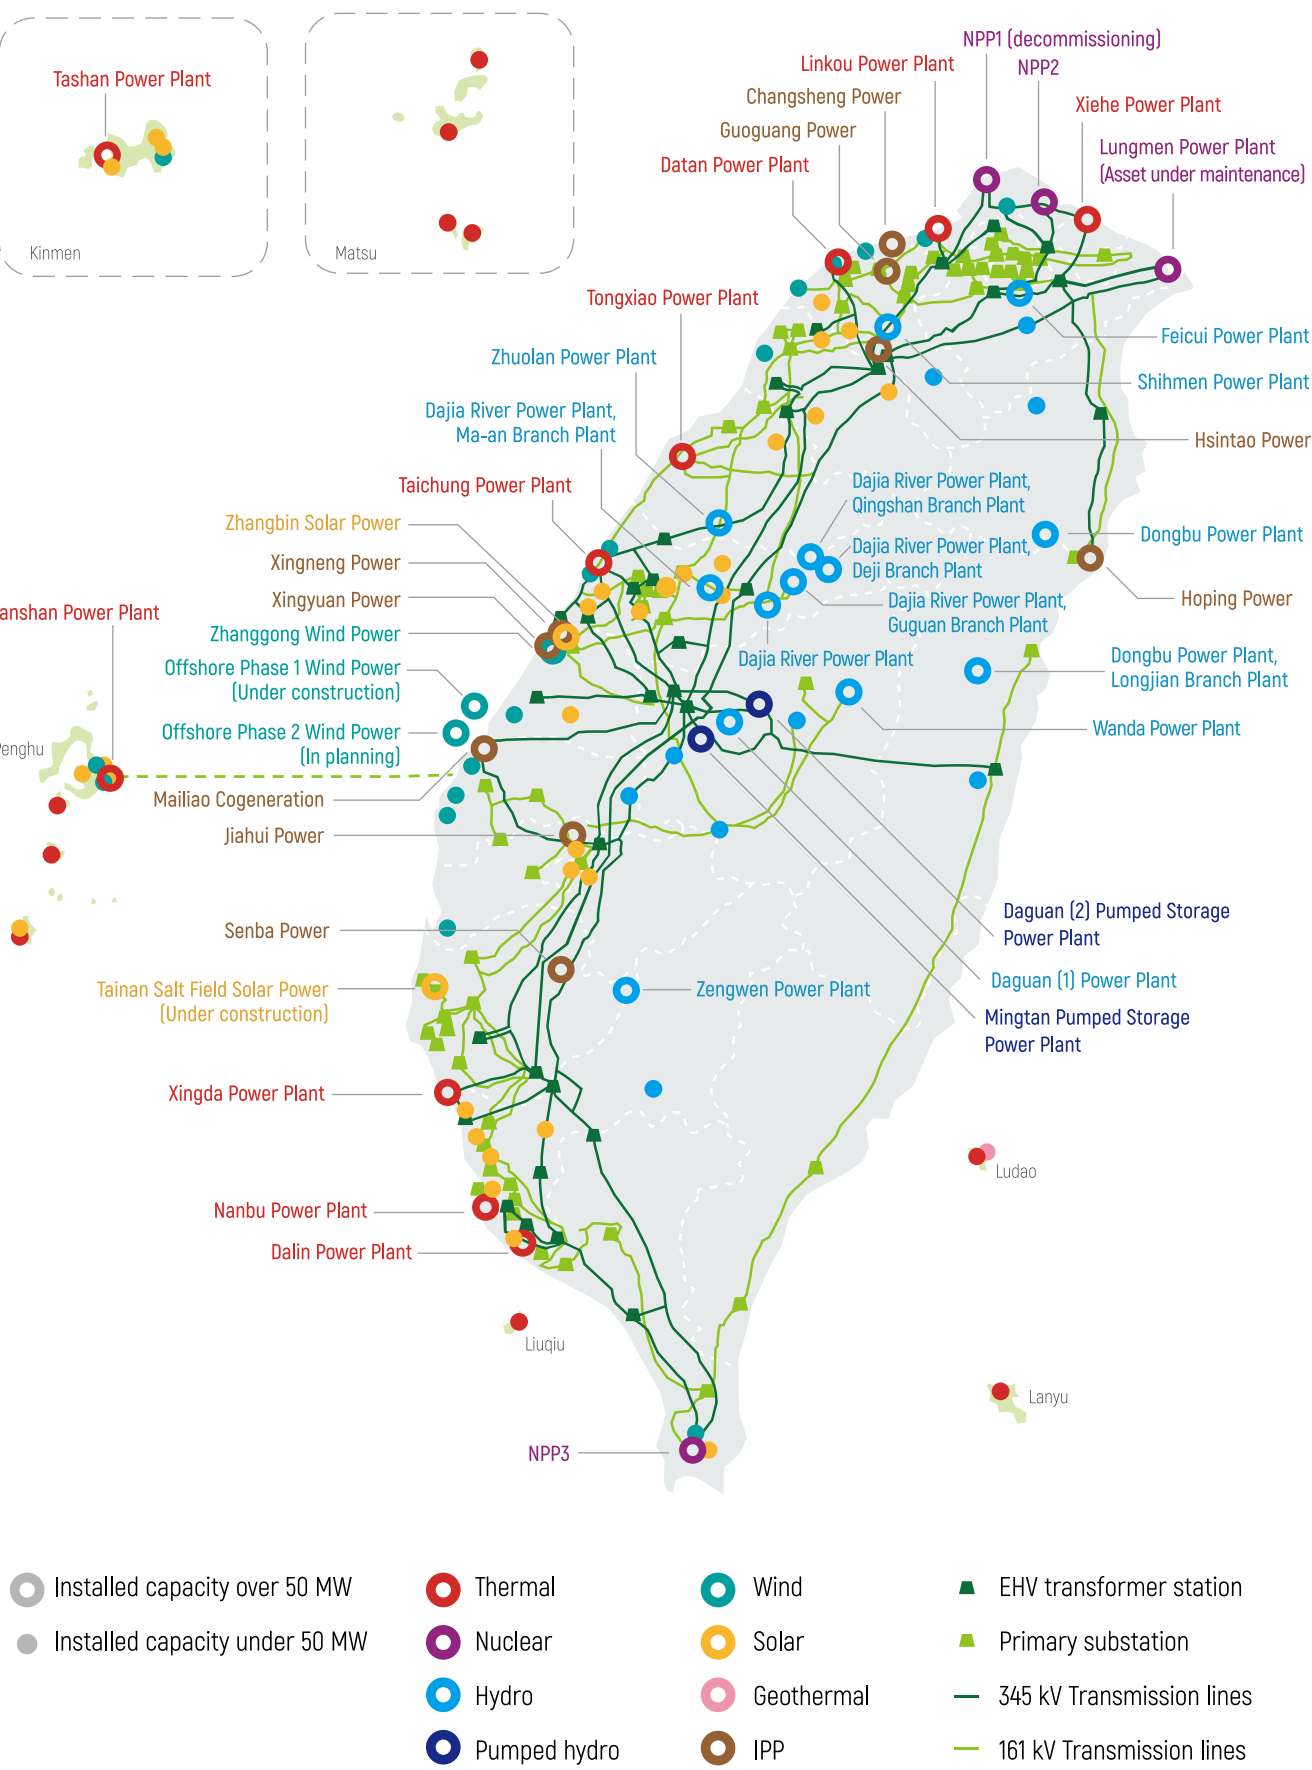 NPP1 (decommissioning)
Linkou Power Plant
NPP2
Tashan Power Plant
Changsheng Power
Xiehe Power Plant
Guoguang Power
Lungmen Power Plant
(Asset under maintenance)
Datan Power Plant
Kinmen
Matsu
Tongxiao Power Plant
Feicui Power Plant
Zhuolan Power Plant
Shihmen Power Plant
Dajia River Power Plant,
Ma-an Branch Plant
Hsintao Power
Taichung Power Plant
Dajia River Power Plant,
Qingshan Branch Plant
Zhangbin Solar Power
Dongbu Power Plant
Dajia River Power Plant,
Deji Branch Plant
Xingneng Power
Xingyuan Power
Hoping Power
Dajia River Power Plant,
Guguan Branch Plant
anshan Power Plant
Zhanggong Wind Power
Dajia River Power Plant
Offshore Phase 1 Wind Power
(Under construction)
Dongbu Power Plant,
Longjian Branch Plant
Offshore Phase 2 Wind Power
(In planning)
Wanda Power Plant
Penghu
Mailiao Cogeneration
Jiahui Power
Daguan (2) Pumped Storage
Power Plant
Senba Power
Daguan (1) Power Plant
Tainan Salt Field Solar Power
(Under construction)
Zengwen Power Plant
Mingtan Pumped Storage
Power Plant
Xingda Power Plant
Ludao
Nanbu Power Plant
Dalin Power Plant
Liuqiu
Lanyu
NPP3
Installed capacity over 50 MW
Thermal
Wind
EHV transformer station
Installed capacity under 50 MW
Nuclear
Solar
Primary substation
Hydro
Geothermal
345 kV Transmission lines
Pumped hydro
IPP
161 kV Transmission lines